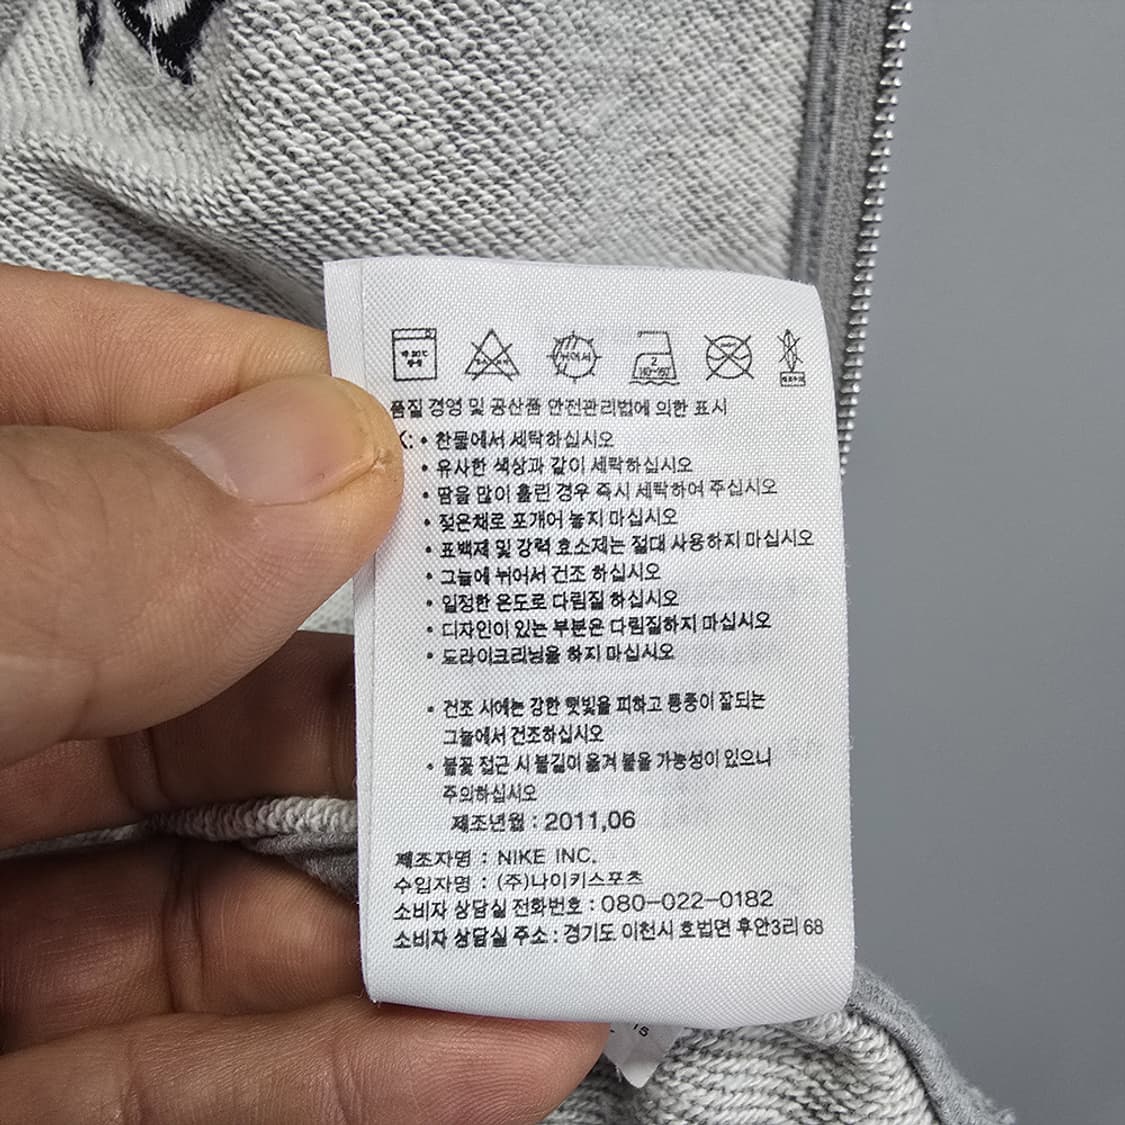 뉘어서
2
품질 경영 및 공산품 안전관리법에 의한 표시
K: • 찬물에서 세탁하십시오
• 유사한 색상과 같이 세탁하십시오
• 땀을 많이 흘린 경우 즉시 세탁하여 주십시오
• 젖은채로 포개어 놓지 마십시오
• 표백제 및 강력 효소제는 절대 사용하지 마십시오
• 그늘에 뉘어서 건조 하십시오
• 일정한 온도로 다림질 하십시오
• 디자인이 있는 부분은 다림질하지 마십시오
• 드라이크리닝을 하지 마십시오
• 건조 시에는 강한 햇빛을 피하고 통풍이 잘되는
그늘에서 건조하십시오
• 불꽃 접근 시 불길이 옮겨 붙을 가능성이 있으니
주의하십시오
제조년월 : 2011,06
제조자명 : NIKE INC.
수입자명 : (주)나이키스포츠
소비자 상담실 전화번호 : 080-022-0182
소비자 상담실 주소 : 경기도 이천시 호법면 후안3리 68
15